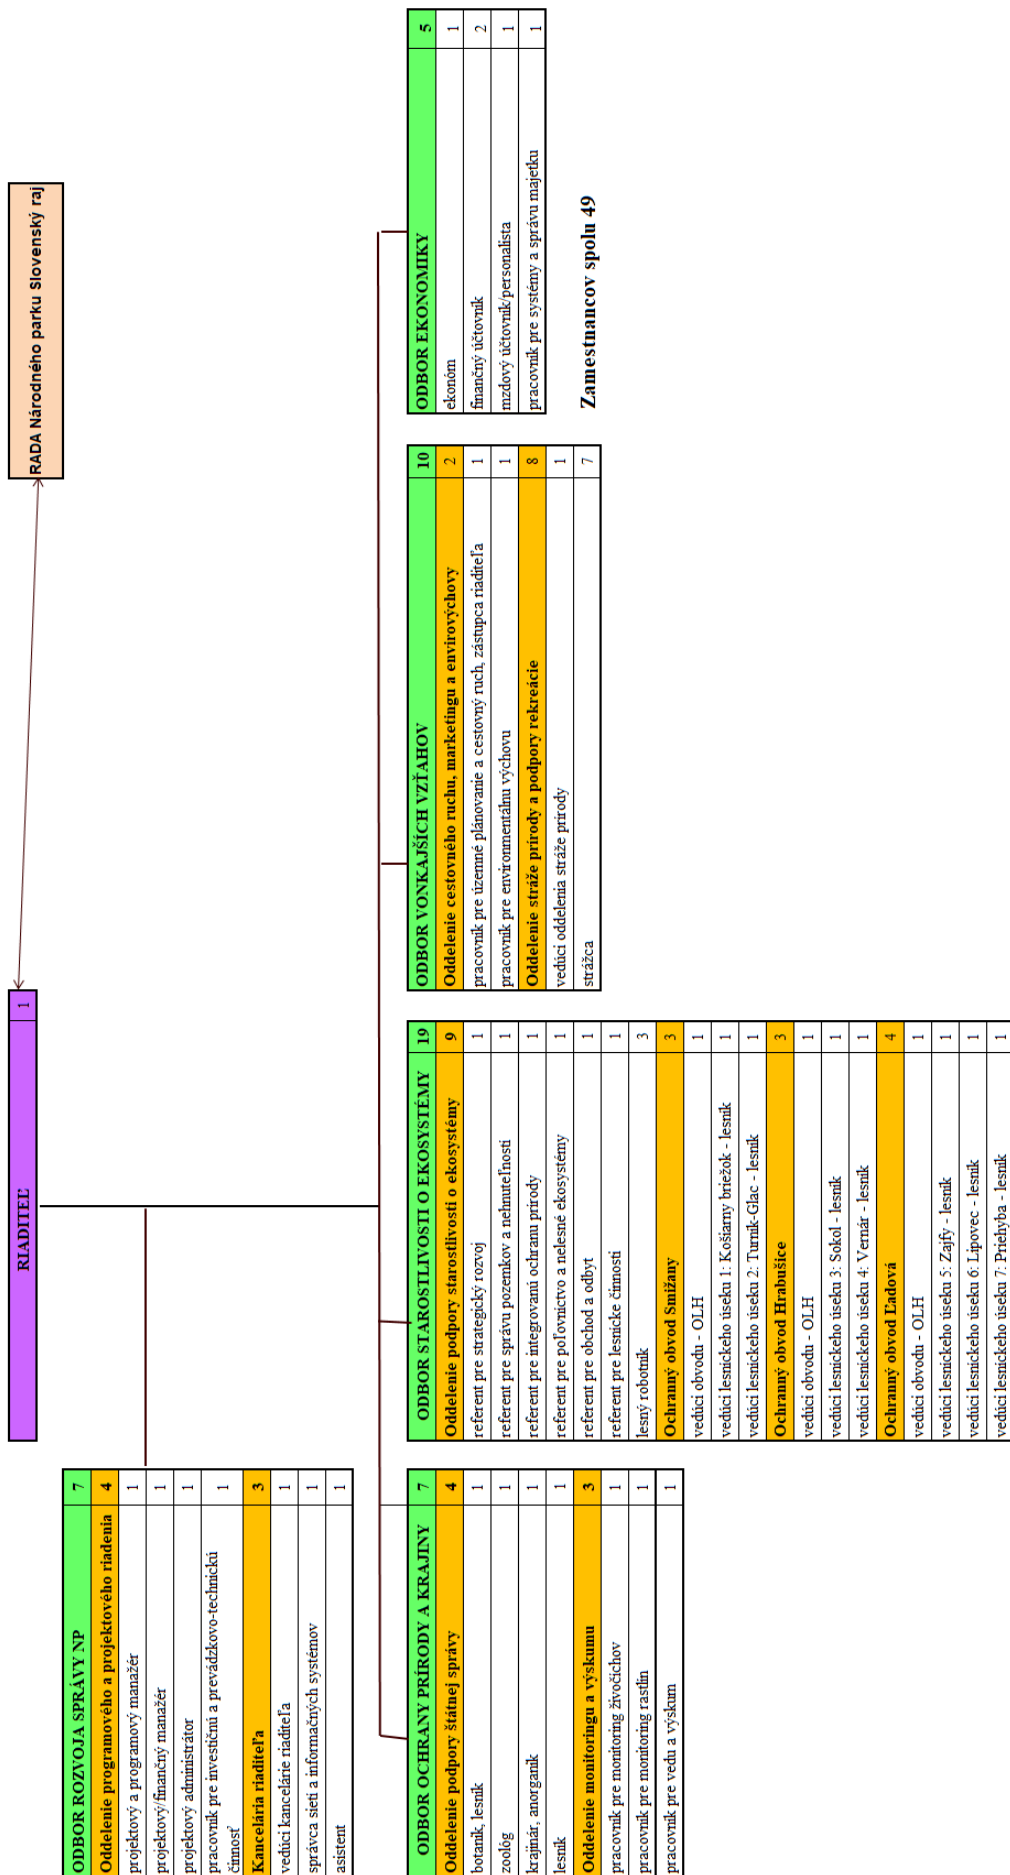 RADA Národného parku Slovenský raj
RIADITEĽ 1
ODBOR ROZVOJA SPRÁVY NP 7
Oddelenie programového a projektového riadenia 4
projektový a programový manažér 1
projektový/finančný manažér 1
projektový administrátor 1
pracovník pre investičnú a prevádzkovo-technickú
činnosť 1
Kancelária riaditeľa 3
vedúci kancelárie riaditeľa 1
správca sietí a informačných systémov 1
asistent 1
ODBOR OCHRANY PRÍRODY A KRAJINY 7
Oddelenie podpory štátnej správy 4
botanik, lesník 1
zoológ 1
krajinár, anorganik 1
lesník 1
Oddelenie monitoringu a výskumu 3
pracovník pre monitoring živočíchov 1
pracovník pre monitoring rastlín 1
pracovník pre vedu a výskum 1
ODBOR STAROSTLIVOSTI O EKOSYSTÉMY 19
Oddelenie podpory starostlivosti o ekosystémy 9
referent pre strategický rozvoj 1
referent pre správu pozemkov a nehnuteľností 1
referent pre integrovanú ochranu prírody 1
referent pre poľovníctvo a nelesné ekosystémy 1
referent pre obchod a odbyt 1
referent pre lesnícke činnosti 1
lesný robotník 3
Ochranný obvod Smižany 3
vedúci obvodu - OLH 1
vedúci lesníckeho úseku 1: Košiarny briežok - lesník 1
vedúci lesníckeho úseku 2: Turnik-Glac - lesník 1
Ochranný obvod Hrabušice 3
vedúci obvodu - OLH 1
vedúci lesníckeho úseku 3: Sokol - lesník 1
vedúci lesníckeho úseku 4: Vernár - lesník 1
Ochranný obvod Ľadová 4
vedúci obvodu - OLH 1
vedúci lesníckeho úseku 5: Zajfy - lesník 1
vedúci lesníckeho úseku 6: Lipovec - lesník 1
vedúci lesníckeho úseku 7: Priehyba - lesník 1
ODBOR VONKAJŠÍCH VZŤAHOV 10
Oddelenie cestovného ruchu, marketingu a envirovýchovy 2
pracovník pre územné plánovanie a cestovný ruch, zástupca riaditeľa 1
pracovník pre environmentálnu výchovu 1
Oddelenie stráže prírody a podpory rekreácie 8
vedúci oddelenia stráže prírody 1
strážca 7
ODBOR EKONOMIKY 5
ekonóm 1
finančný účtovník 2
mzdový účtovník/personalista 1
pracovník pre systémy a správu majetku 1
Zamestnancov spolu 49